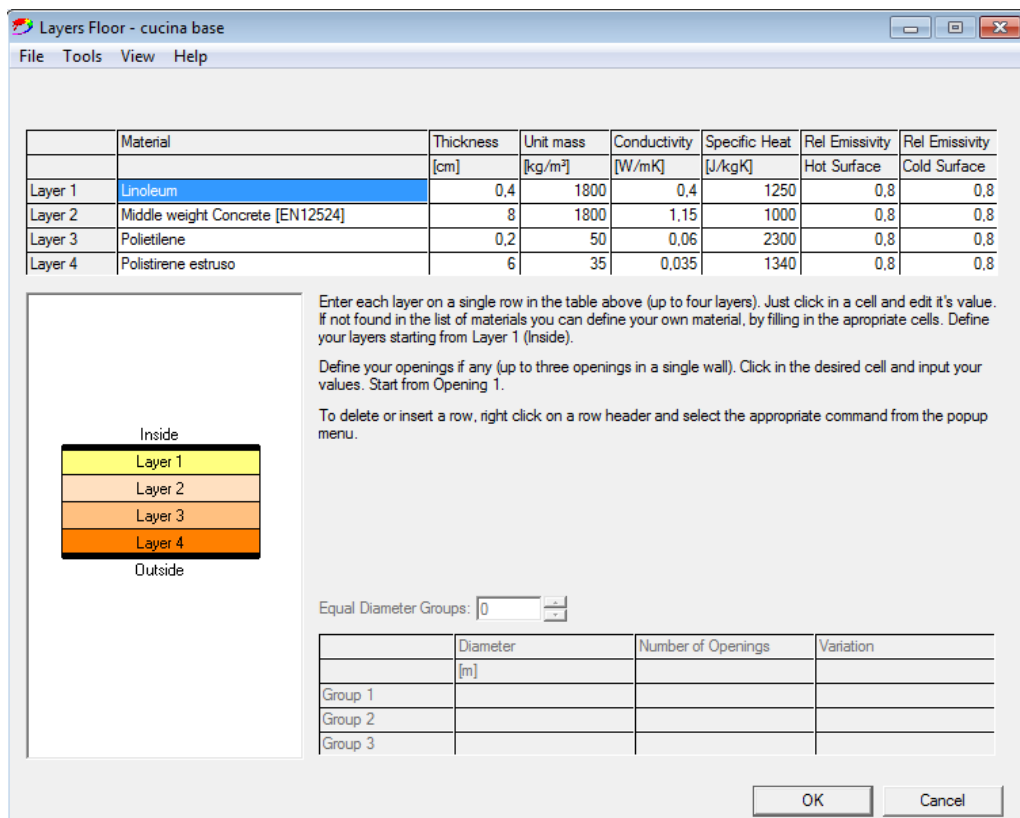 Layers Floor - cucina base
File Tools View Help
Material Thickness Unit mass Conductivity Specific Heat Rel Emissivity Rel Emissivity
[cm] [kg/m³] [W/mK] [J/kgK] Hot Surface Cold Surface
Layer 1 Linoleum 0,4 1800 0,4 1250 0,8 0,8
Layer 2 Middle weight Concrete [EN12524] 8 1800 1,15 1000 0,8 0,8
Layer 3 Polietilene 0,2 50 0,06 2300 0,8 0,8
Layer 4 Polistirene estruso 6 35 0,035 1340 0,8 0,8
Enter each layer on a single row in the table above (up to four layers). Just click in a cell and edit it's value.
If not found in the list of materials you can define your own material, by filling in the apropriate cells. Define
your layers starting from Layer 1 (Inside).
Define your openings if any (up to three openings in a single wall). Click in the desired cell and input your
values. Start from Opening 1.
To delete or insert a row, right click on a row header and select the appropriate command from the popup
menu.
Inside
Layer 1
Layer 2
Layer 3
Layer 4
Outside
Equal Diameter Groups: 0
Diameter Number of Openings Variation
[m]
Group 1
Group 2
Group 3
OK Cancel